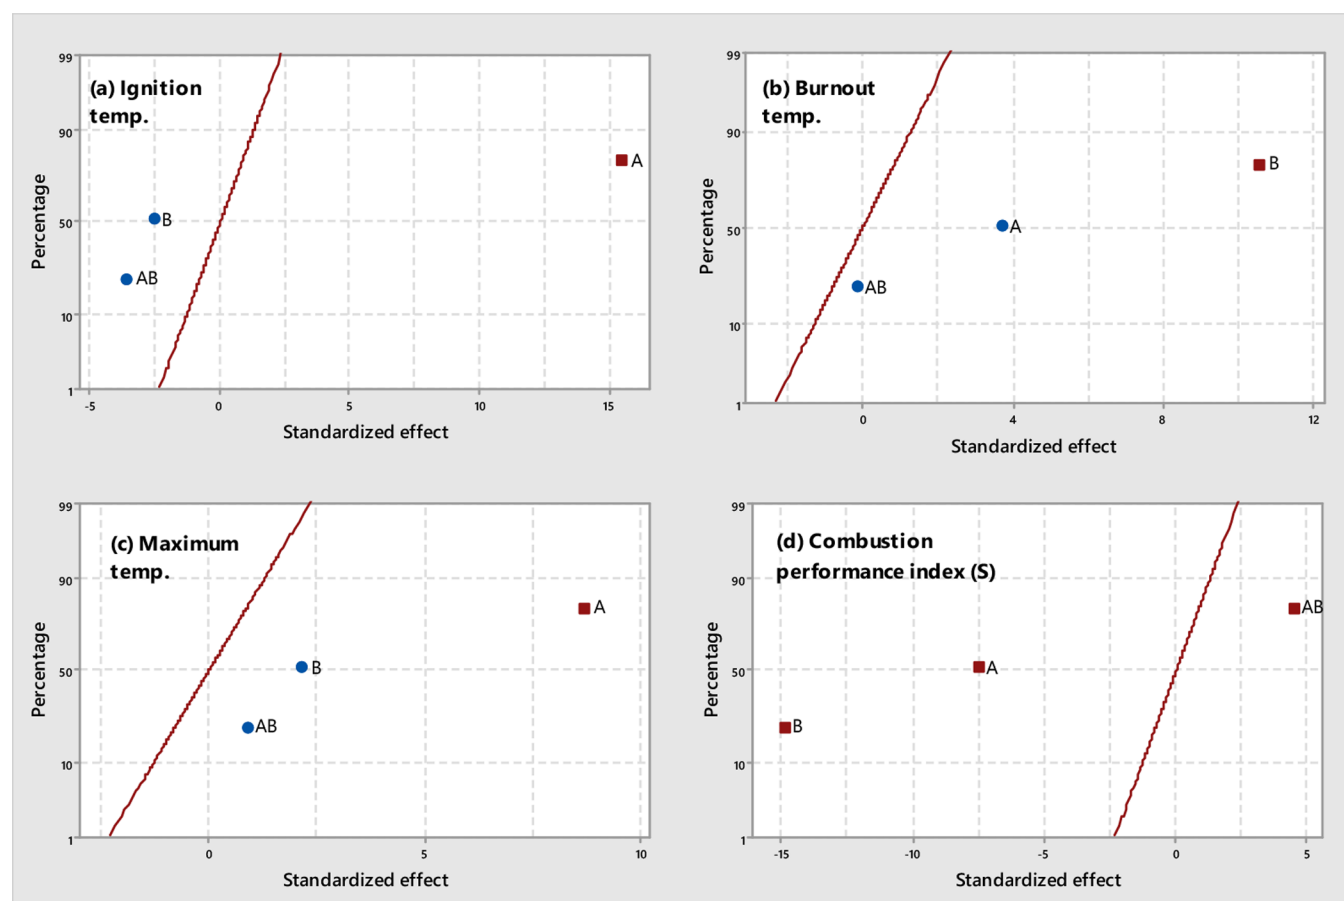 (a) Ignition
temp.
99
90
50
10
1
Percentage
A
B
AB
-5
0
5
10
15
Standardized effect
(b) Burnout
temp.
99
90
50
10
1
Percentage
B
A
AB
0
4
8
12
Standardized effect
(c) Maximum
temp.
99
90
50
10
1
Percentage
A
B
AB
0
5
10
Standardized effect
(d) Combustion
performance index (S)
99
90
50
10
1
Percentage
AB
A
B
-15
-10
-5
0
5
Standardized effect